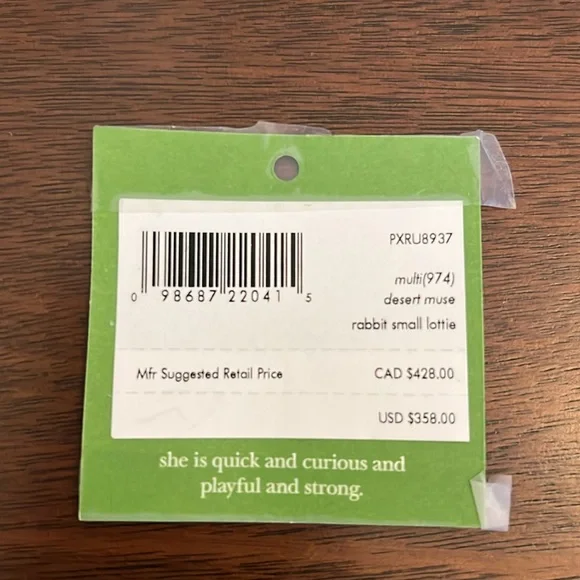 PXRU8937
0 98687 22041 5
multi(974)
desert muse
rabbit small lottie
Mfr Suggested Retail Price CAD $428.00
USD $358.00
she is quick and curious and
playful and strong.